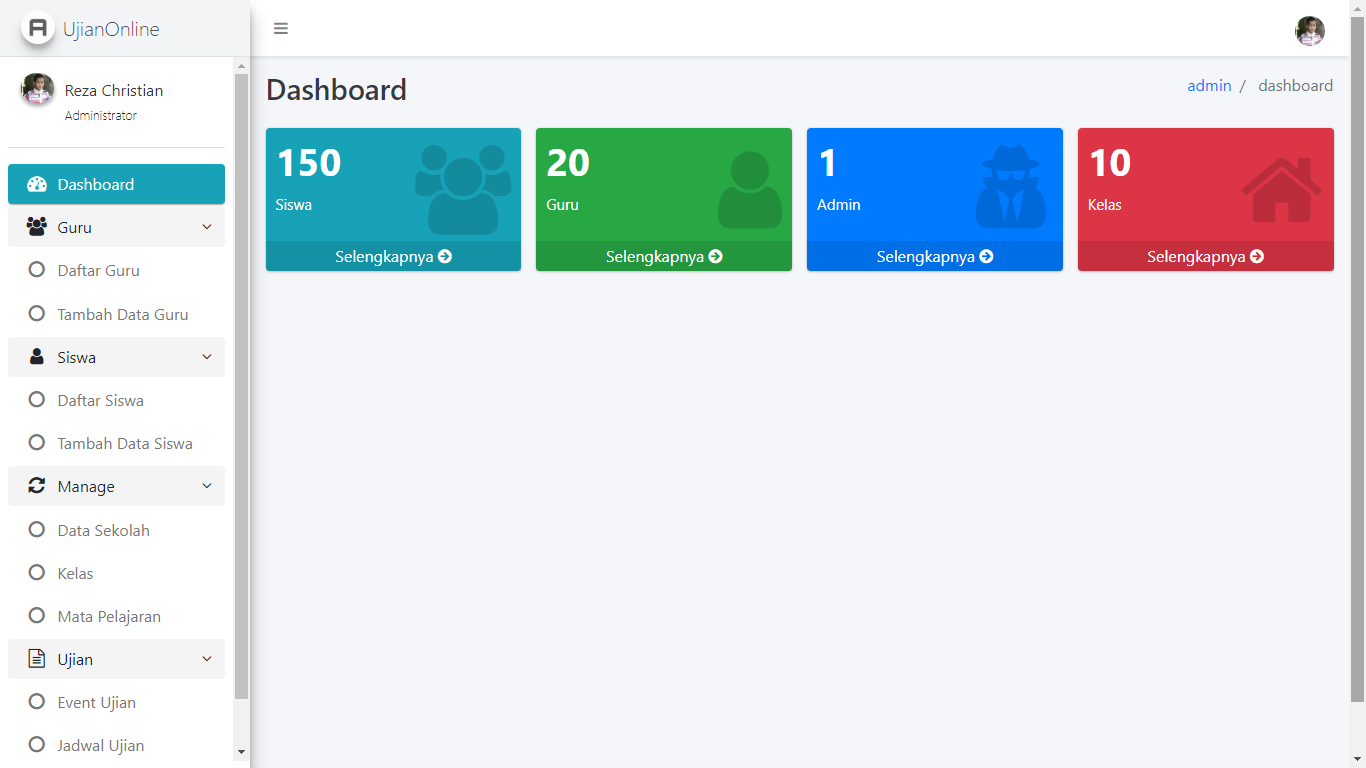 UjianOnline
Reza Christian
Administrator
Dashboard
Guru
Daftar Guru
Tambah Data Guru
Siswa
Daftar Siswa
Tambah Data Siswa
Manage
Data Sekolah
Kelas
Mata Pelajaran
Ujian
Event Ujian
Jadwal Ujian
Dashboard
admin / dashboard
150
Siswa
Selengkapnya
20
Guru
Selengkapnya
1
Admin
Selengkapnya
10
Kelas
Selengkapnya